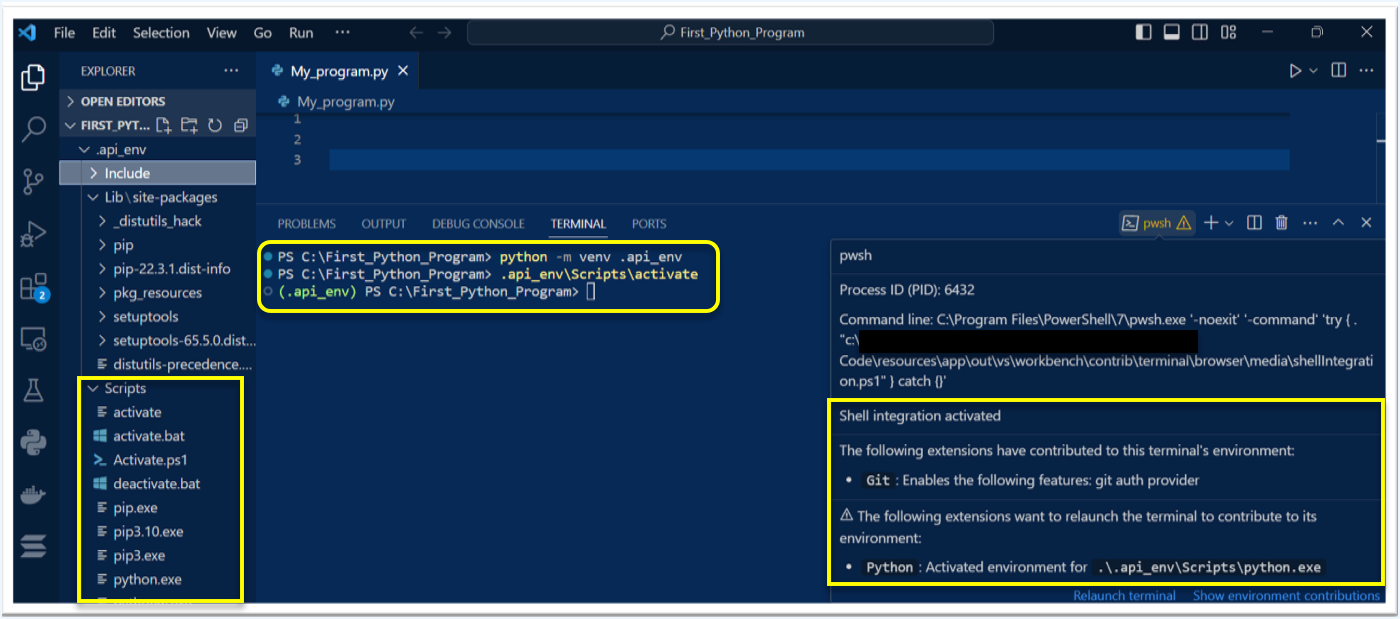 File Edit Selection View Go Run ···
First_Python_Program
EXPLORER ···
OPEN EDITORS
FIRST_PYT...
.api_env
Include
Lib\site-packages
_distutils_hack
pip
pip-22.3.1.dist-info
pkg_resources
setuptools
setuptools-65.5.0.dist...
distutils-precedence....
Scripts
activate
activate.bat
Activate.ps1
deactivate.bat
pip.exe
pip3.10.exe
pip3.exe
python.exe
2
My_program.py
My_program.py
1
2
3
PROBLEMS OUTPUT DEBUG CONSOLE TERMINAL PORTS
pwsh
PS C:\First_Python_Program> python -m venv .api_env
PS C:\First_Python_Program> .api_env\Scripts\activate
(.api_env) PS C:\First_Python_Program>
pwsh
Process ID (PID): 6432
Command line: C:\Program Files\PowerShell\7\pwsh.exe '-noexit' '-command' 'try { .
"c:\
Code\resources\app\out\vs\workbench\contrib\terminal\browser\media\shellIntegrati
on.ps1" } catch {}'
Shell integration activated
The following extensions have contributed to this terminal's environment:
• Git : Enables the following features: git auth provider
⚠ The following extensions want to relaunch the terminal to contribute to its
environment:
• Python : Activated environment for .\.api_env\Scripts\python.exe
Relaunch terminal Show environment contributions